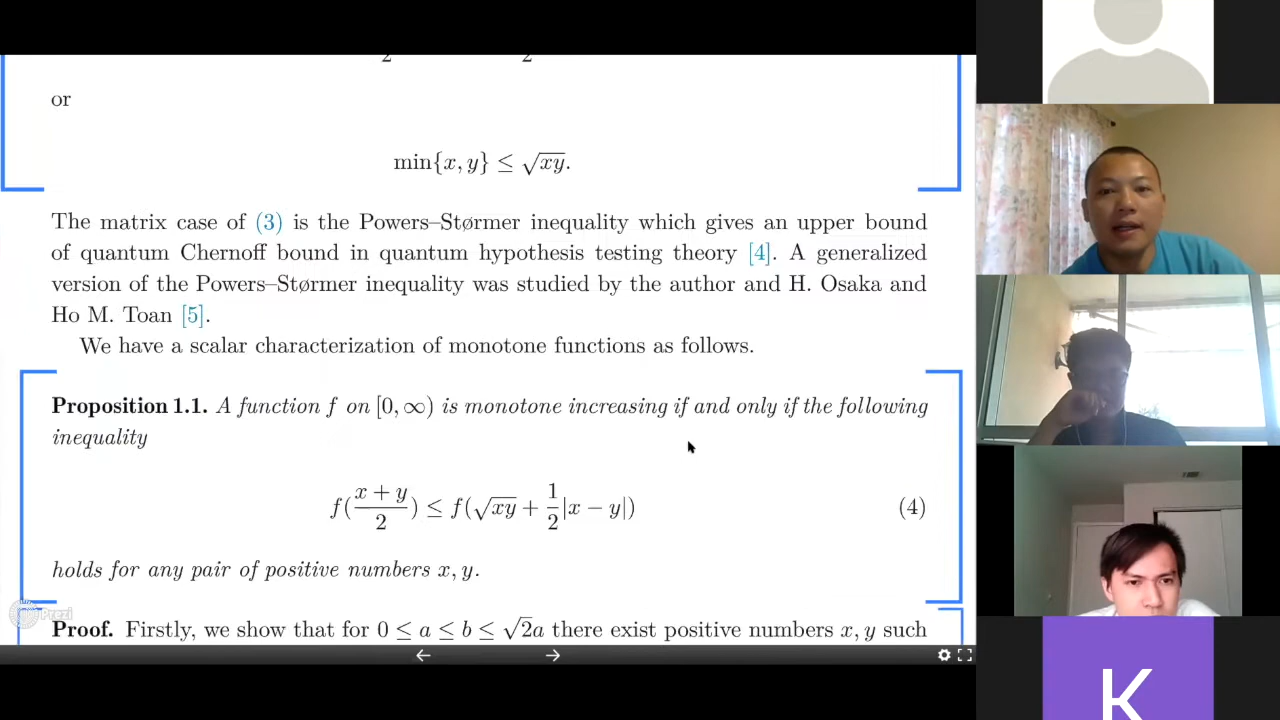 2 2
or
min{x, y} ≤ √xy.
The matrix case of (3) is the Powers–Størmer inequality which gives an upper bound
of quantum Chernoff bound in quantum hypothesis testing theory [4]. A generalized
version of the Powers–Størmer inequality was studied by the author and H. Osaka and
Ho M. Toan [5].
We have a scalar characterization of monotone functions as follows.
Proposition 1.1. A function f on [0, ∞) is monotone increasing if and only if the following
inequality
f(x + y / 2) ≤ f(√xy + 1/2|x − y|) (4)
holds for any pair of positive numbers x, y.
Prezi
Proof. Firstly, we show that for 0 ≤ a ≤ b ≤ √2a there exist positive numbers x, y such
K